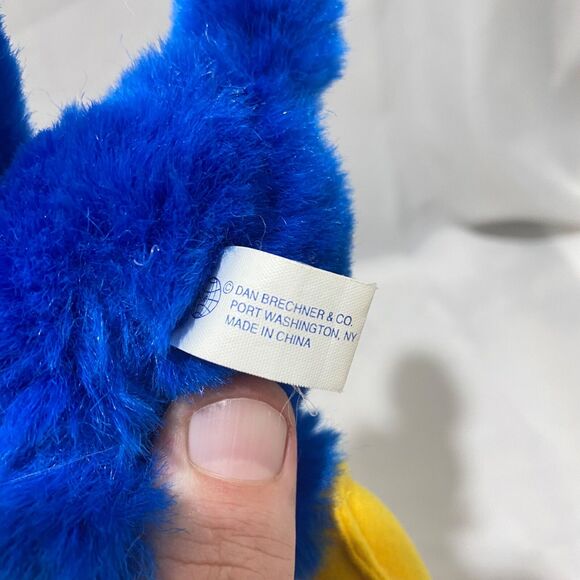 © DAN BRECHNER & CO.
PORT WASHINGTON, NY
MADE IN CHINA